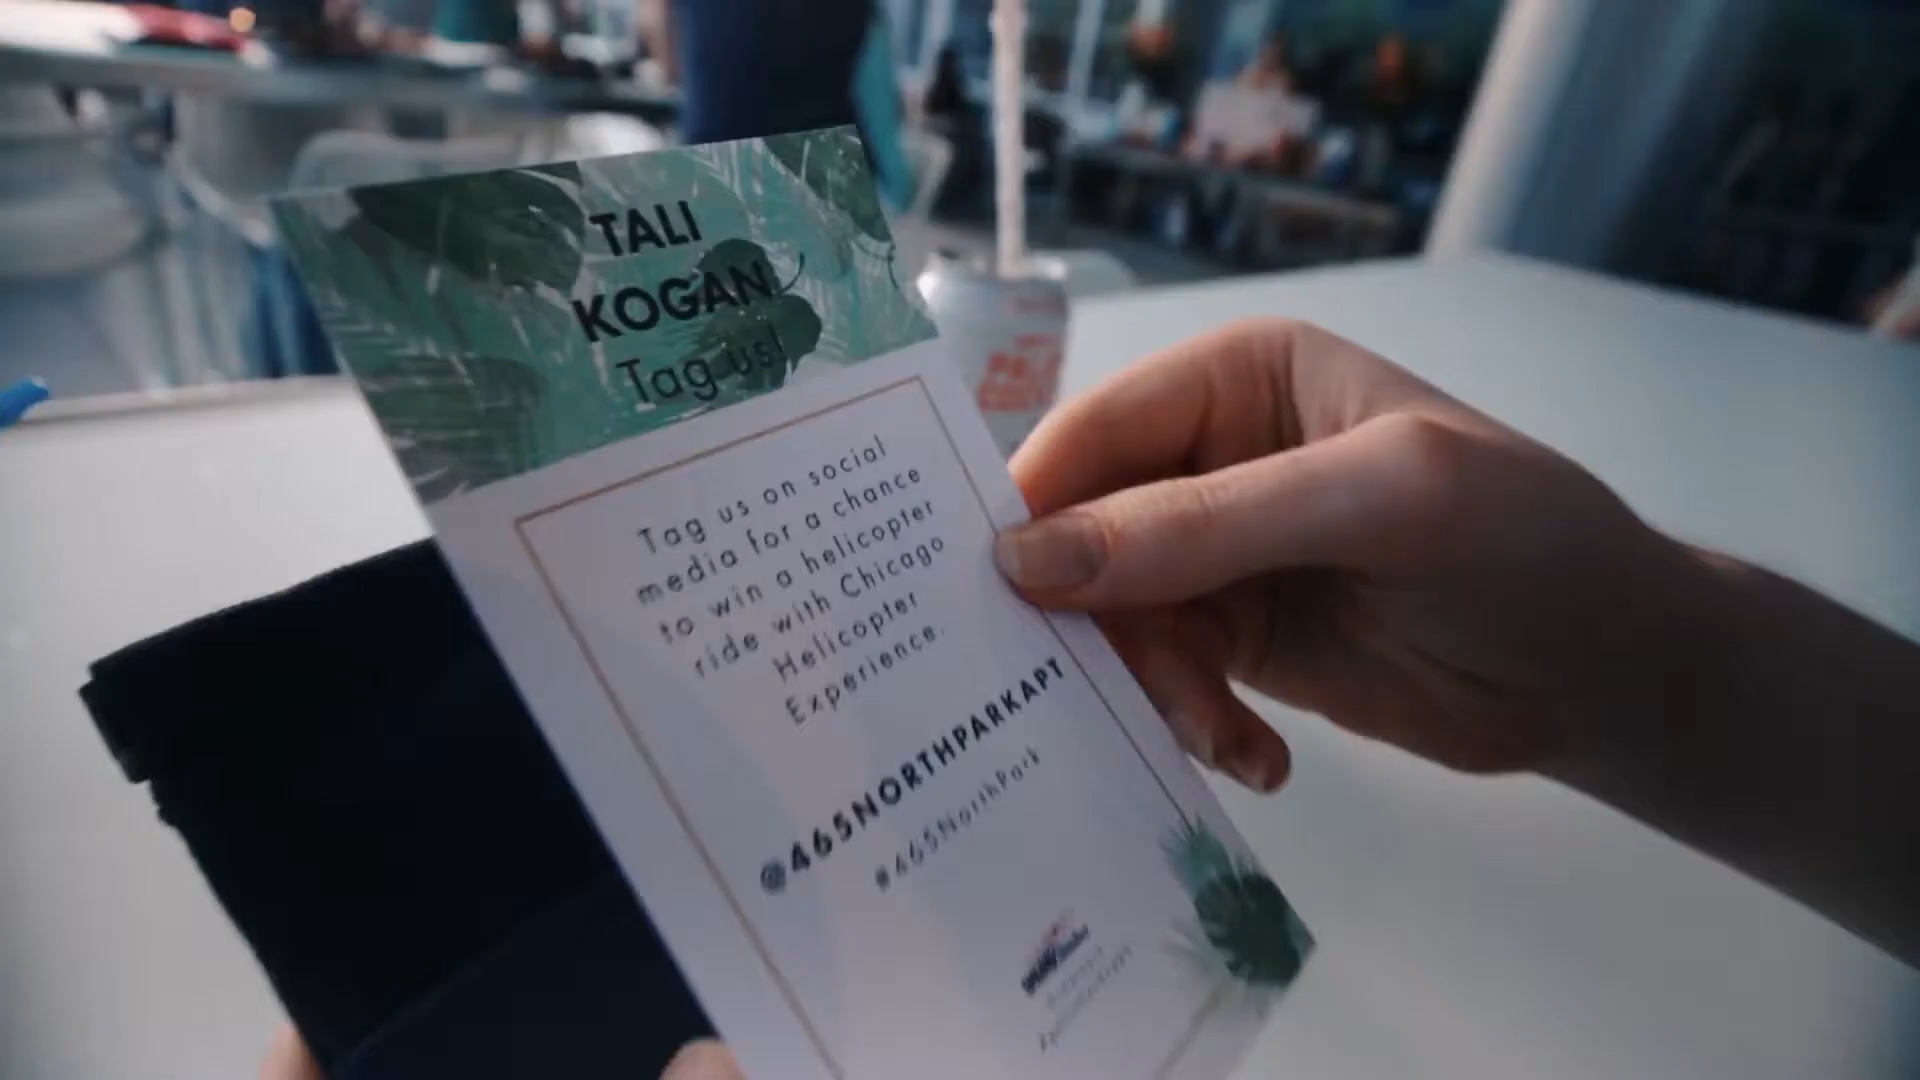 TALI
KOGAN
Tag us!
Tag us on social
media for a chance
to win a helicopter
ride with Chicago
Helicopter
Experience.
@465NORTHPARKAPT
#465NorthPark